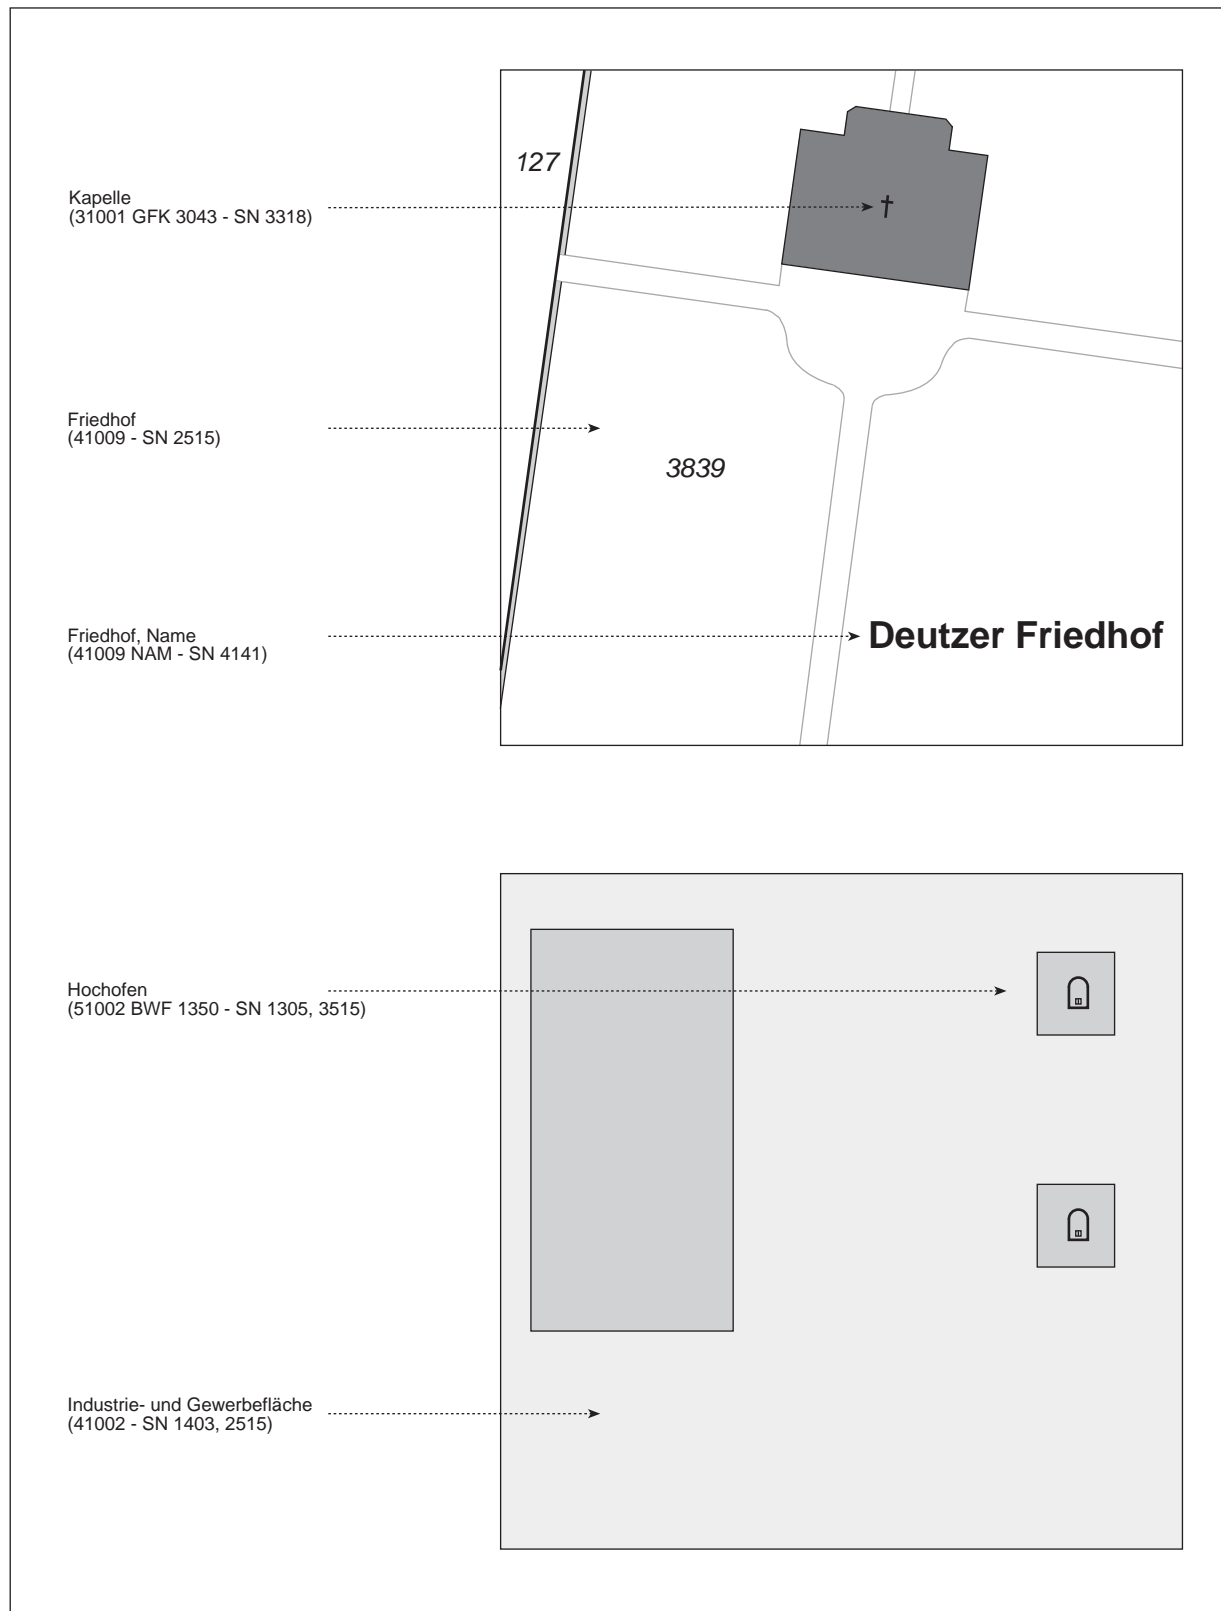 127
Kapelle
(31001 GFK 3043 - SN 3318)
Friedhof
(41009 - SN 2515)
3839
Friedhof, Name
(41009 NAM - SN 4141)
Deutzer Friedhof
Hochofen
(51002 BWF 1350 - SN 1305, 3515)
Industrie- und Gewerbefläche
(41002 - SN 1403, 2515)